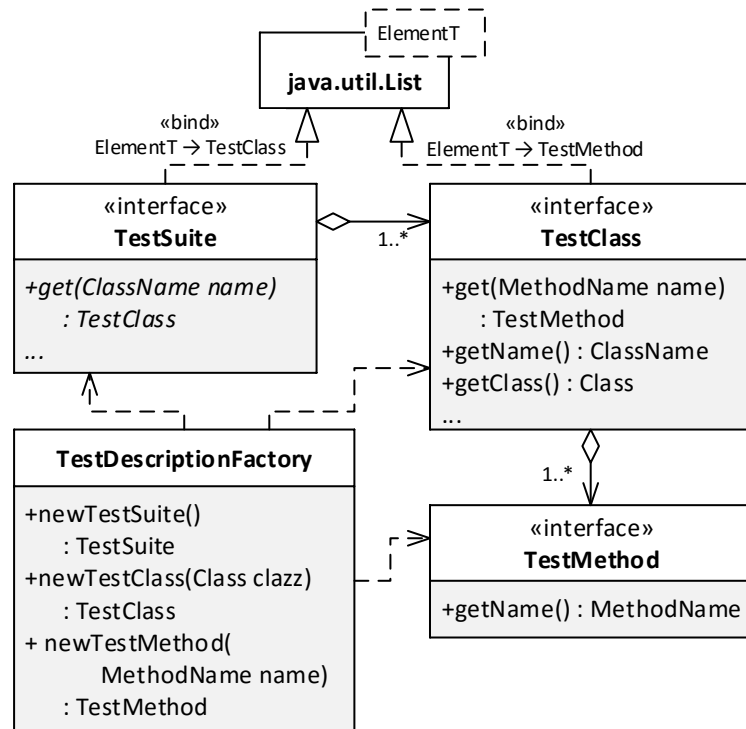 ElementT
java.util.List
«bind»
ElementT → TestClass
«bind»
ElementT → TestMethod
«interface»
TestSuite
+get(ClassName name)
: TestClass
...
1..*
«interface»
TestClass
+get(MethodName name)
: TestMethod
+getName() : ClassName
+getClass() : Class
...
TestDescriptionFactory
+newTestSuite()
: TestSuite
+newTestClass(Class clazz)
: TestClass
+ newTestMethod(
MethodName name)
: TestMethod
1..*
«interface»
TestMethod
+getName() : MethodName